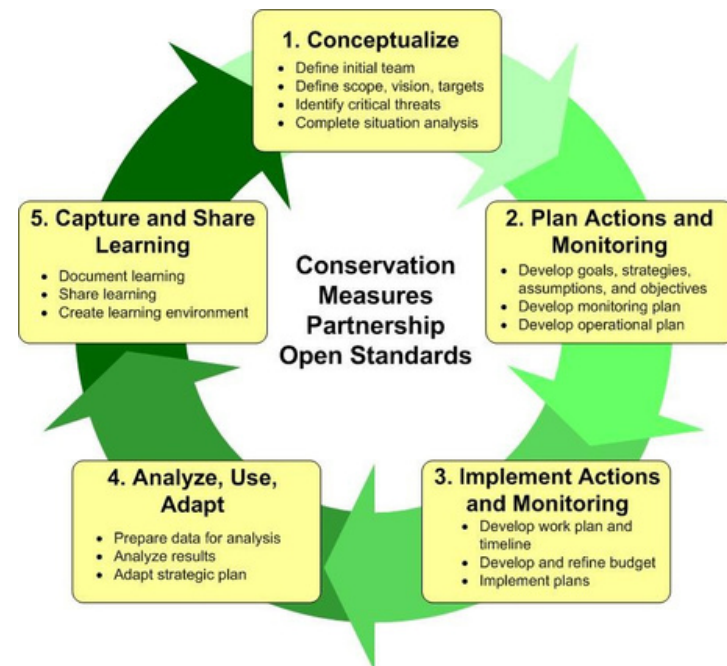 1. Conceptualize
• Define initial team
• Define scope, vision, targets
• Identify critical threats
• Complete situation analysis
2. Plan Actions and
Monitoring
• Develop goals, strategies,
assumptions, and objectives
• Develop monitoring plan
• Develop operational plan
3. Implement Actions
and Monitoring
• Develop work plan and
timeline
• Develop and refine budget
• Implement plans
4. Analyze, Use,
Adapt
• Prepare data for analysis
• Analyze results
• Adapt strategic plan
5. Capture and Share
Learning
• Document learning
• Share learning
• Create learning environment
Conservation
Measures
Partnership
Open Standards